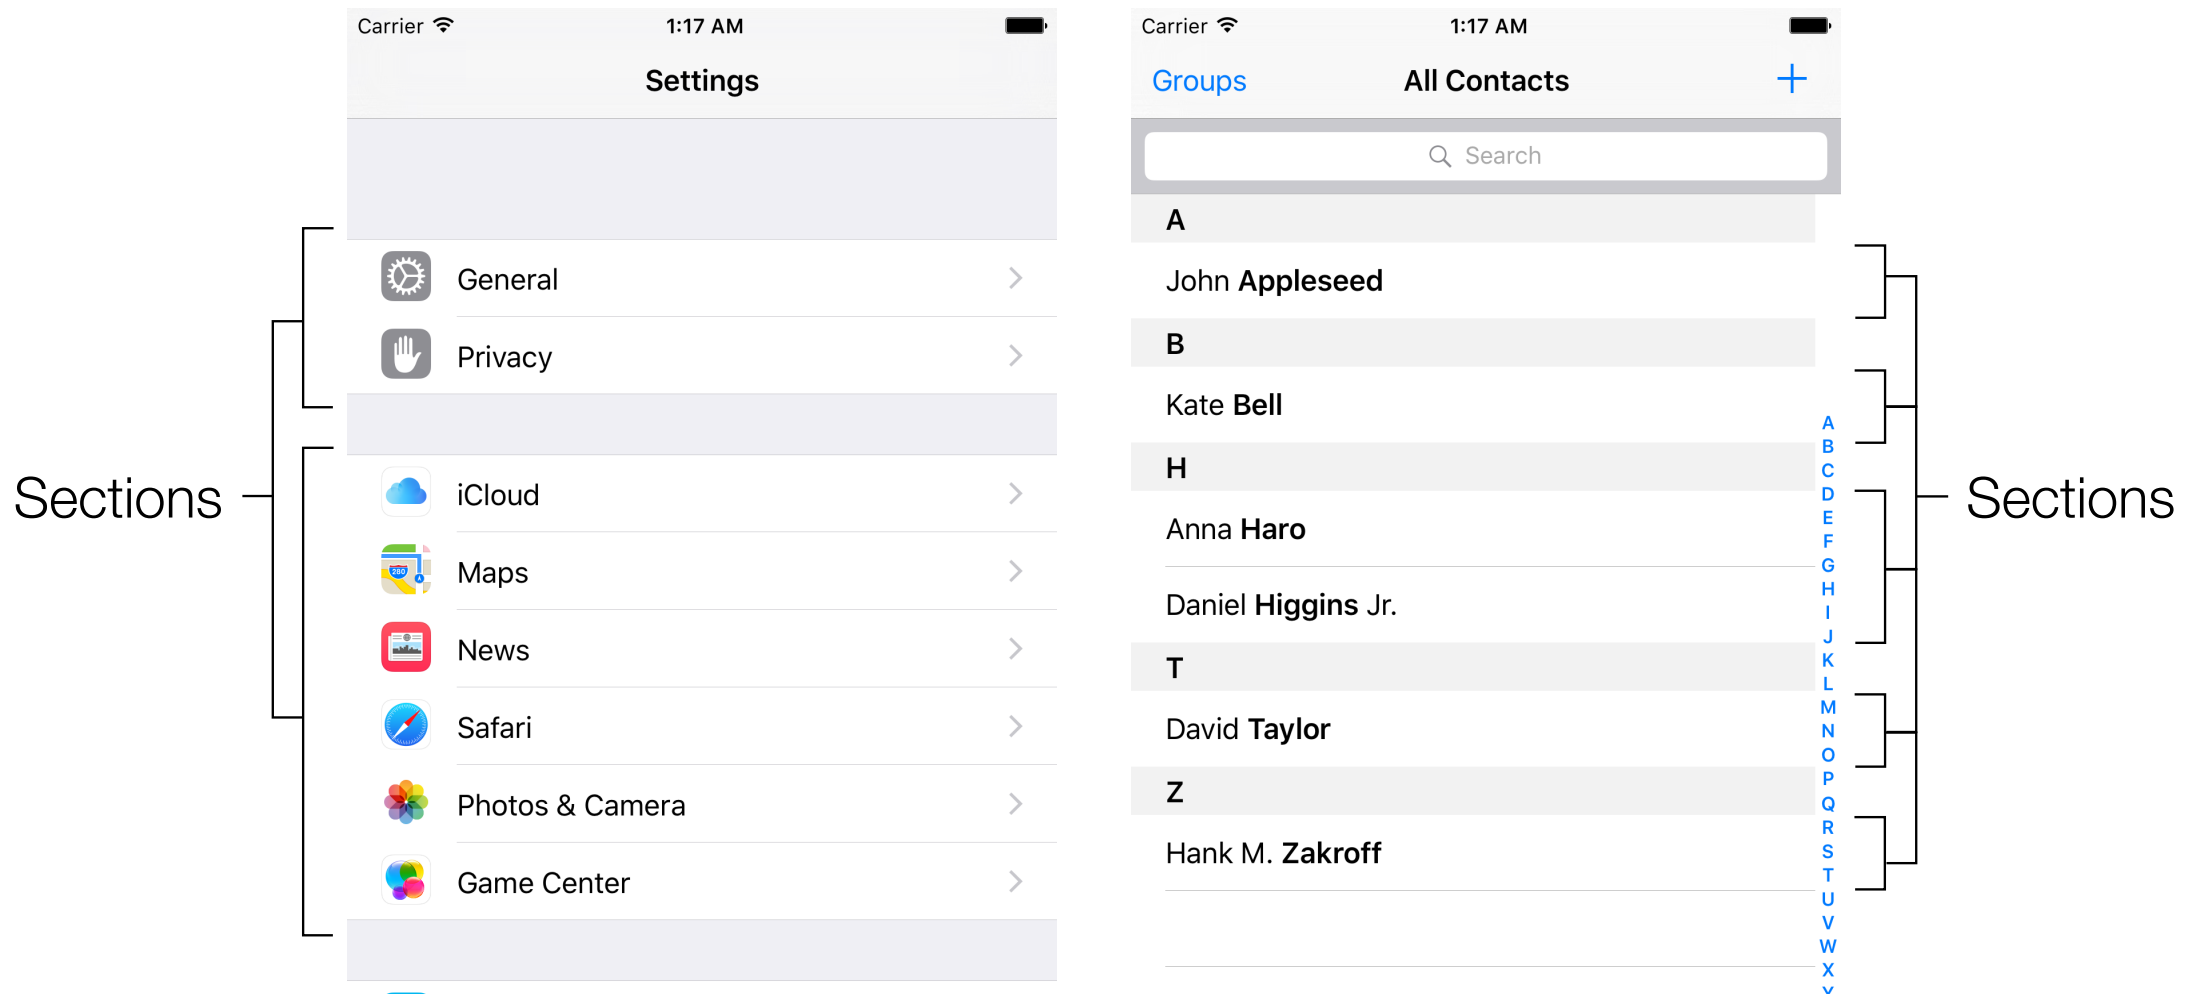 Sections
Carrier 1:17 AM
Settings
General
Privacy
iCloud
280
Maps
News
Safari
Photos & Camera
Game Center
Carrier 1:17 AM
Groups All Contacts +
Search
A
John Appleseed
B
Kate Bell
H
Anna Haro
Daniel Higgins Jr.
T
David Taylor
Z
Hank M. Zakroff
A
B
C
D
E
F
G
H
I
J
K
L
M
N
O
P
Q
R
S
T
U
V
W
X
Y
Sections